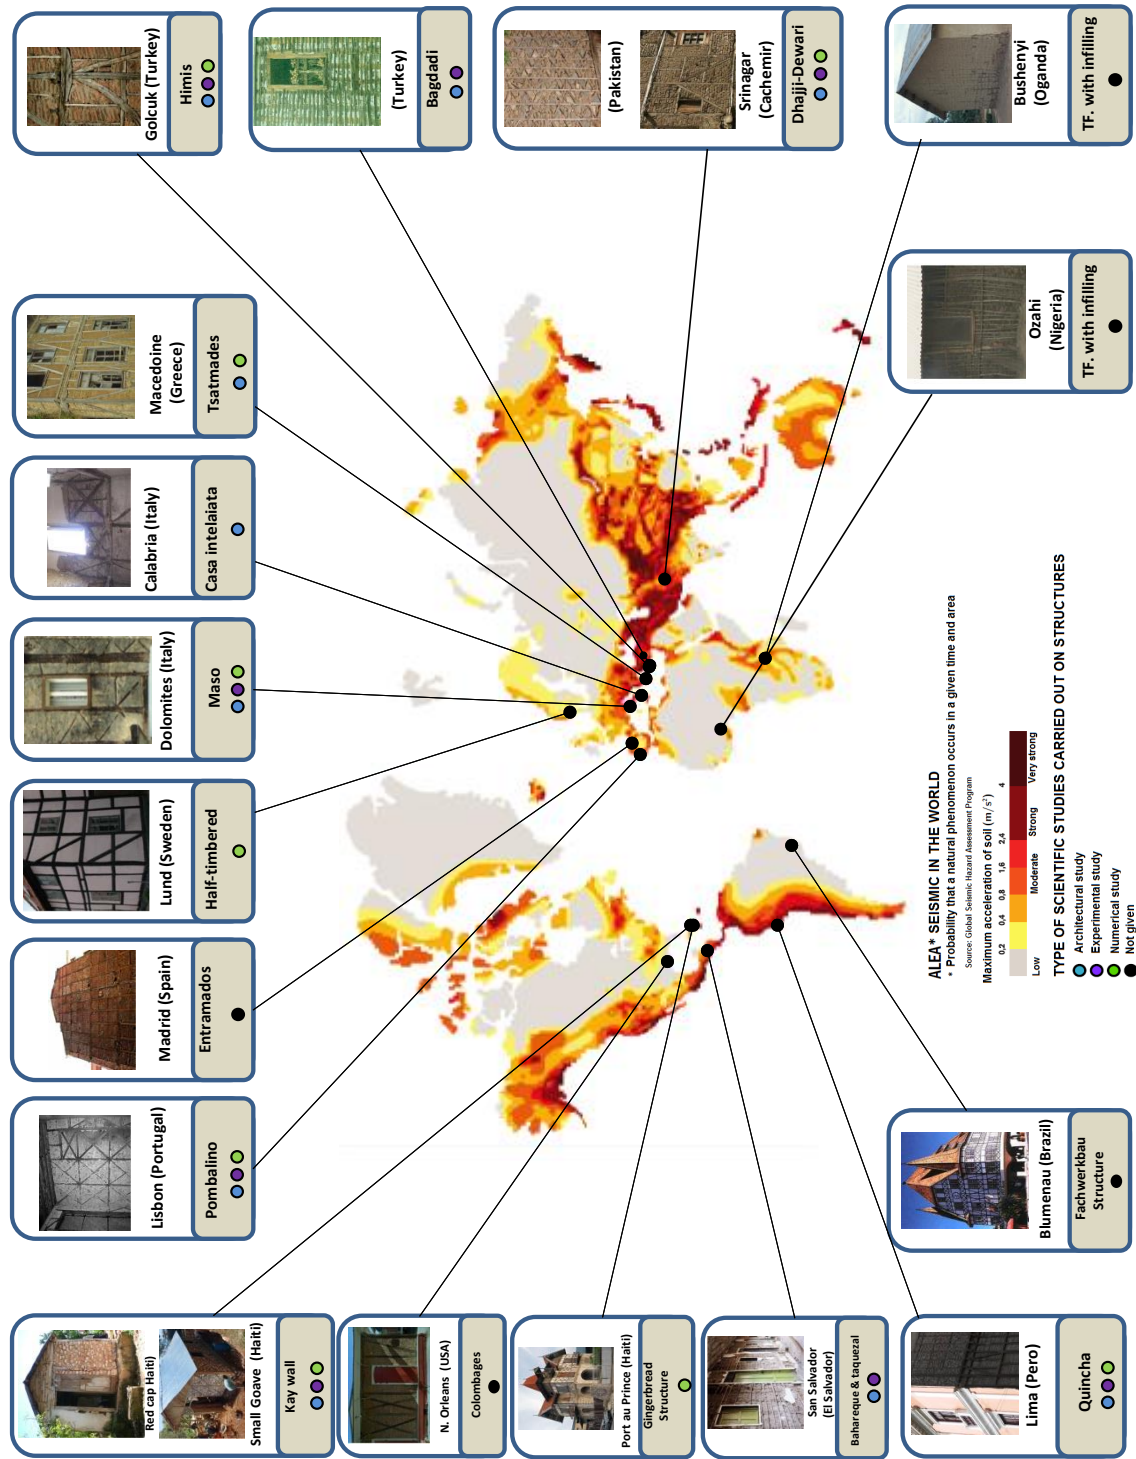 Red cap Haiti)
Small Goave (Haiti)
Kay wall
Lisbon (Portugal)
Pombalino
Madrid (Spain)
Entramados
Lund (Sweden)
Half-timbered
Dolomites (Italy)
Maso
Calabria (Italy)
Casa intelaiata
Macedoine
(Greece)
Tsatmades
Golcuk (Turkey)
Himis
(Turkey)
Bagdadi
(Pakistan)
Srinagar
(Cachemir)
Dhajji-Dewari
Bushenyi
(Oganda)
TF. with infilling
Ozahi
(Nigeria)
TF. with infilling
N. Orleans (USA)
Colombages
Port au Prince (Haiti)
Gingerbread
Structure
San Salvador
(El Salvador)
Bahareque & taquezal
Lima (Pero)
Quincha
Blumenau (Brazil)
Fachwerkbau
Structure
ALEA* SEISMIC IN THE WORLD
* Probability that a natural phenomenon occurs in a given time and area
Source: Global Seismic Hazard Assessment Program
Maximum acceleration of soil (m/s²)
0,2 0,4 0,8 1,6 2,4 4
Low Moderate Strong Very strong
TYPE OF SCIENTIFIC STUDIES CARRIED OUT ON STRUCTURES
Architectural study
Experimental study
Numerical study
Not given